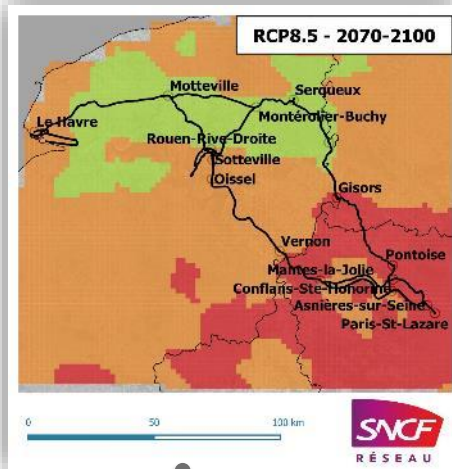 RCP8.5 - 2070-2100
Motteville
Serqueux
Le Havre
Montérolier-Buchy
Rouen-Rive-Droite
Sotteville
Oissel
Gisors
Vernon
Pontoise
Mantes-la-Jolie
Conflans-Ste-Honorine
Asnières-sur-Seine
Paris-St-Lazare
0 50 100 km
SNCF
RÉSEAU